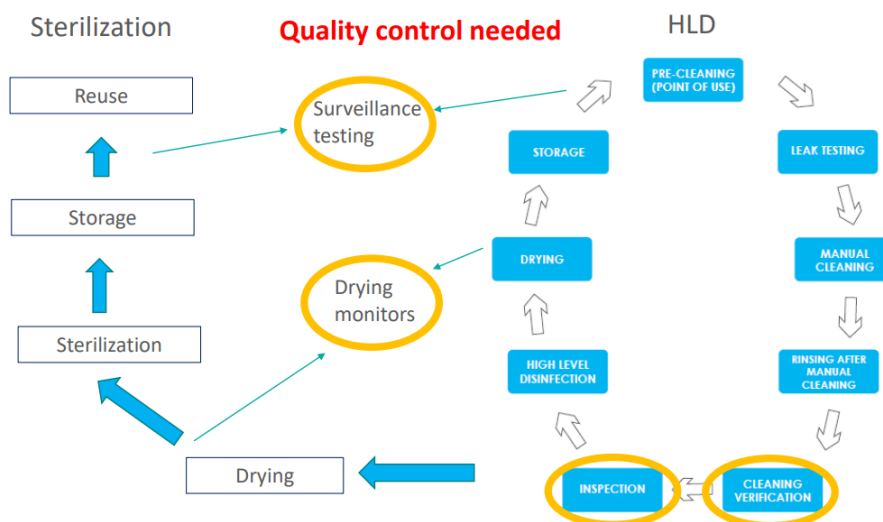 Sterilization
Quality control needed
HLD
Reuse
Surveillance
testing
PRE-CLEANING
(POINT OF USE)
STORAGE
LEAK TESTING
Storage
DRYING
MANUAL
CLEANING
Drying
monitors
Sterilization
HIGH LEVEL
DISINFECTION
RINSING AFTER
MANUAL
CLEANING
Drying
INSPECTION
CLEANING
VERIFICATION